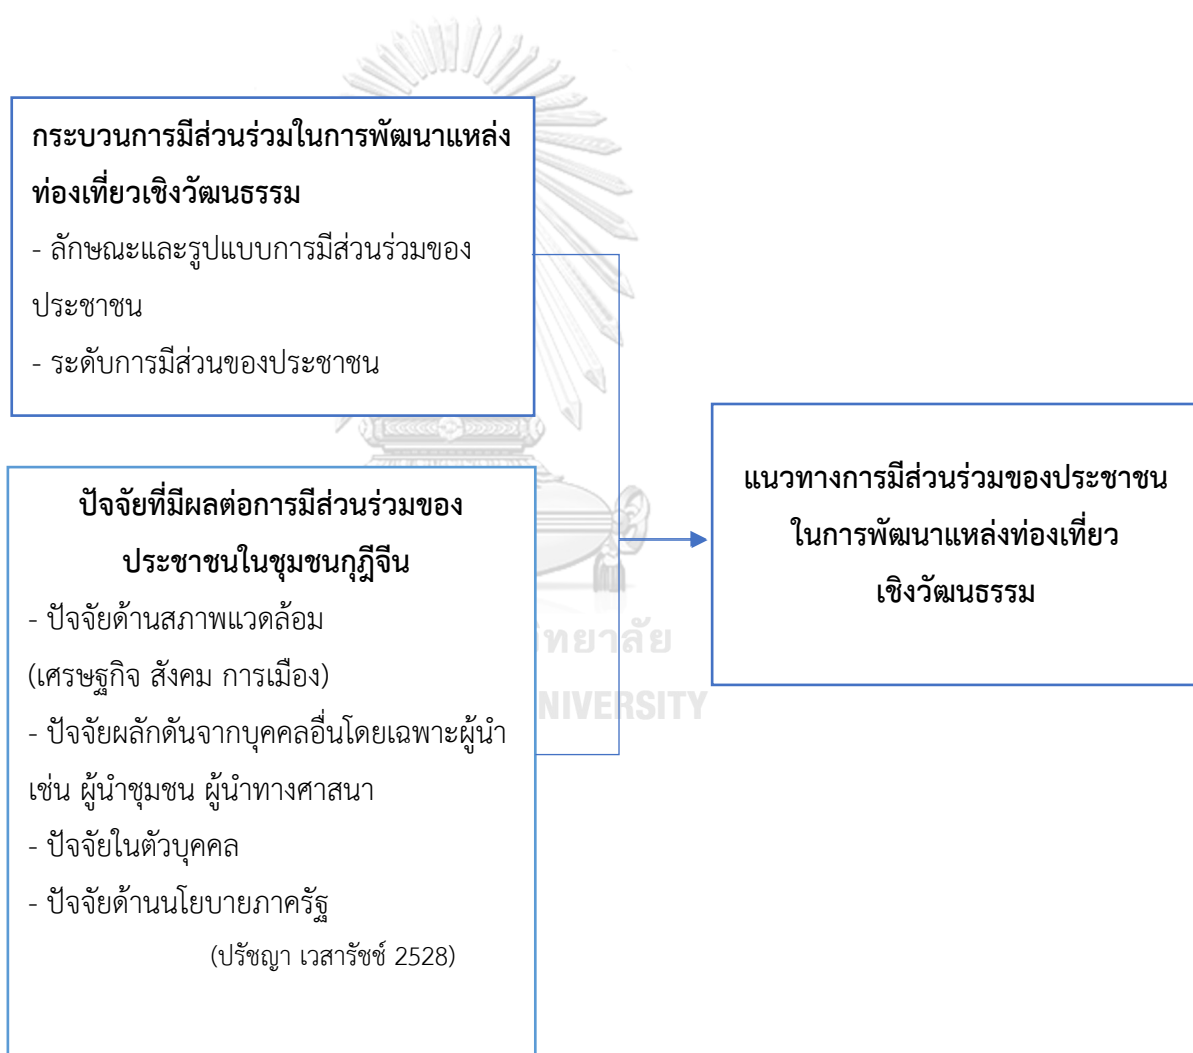 กระบวนการมีส่วนร่วมในการพัฒนาแหล่ง
ท่องเที่ยวเชิงวัฒนธรรม
- ลักษณะและรูปแบบการมีส่วนร่วมของ
ประชาชน
- ระดับการมีส่วนของประชาชน
ปัจจัยที่มีผลต่อการมีส่วนร่วมของ
ประชาชนในชุมชนกุฎีจีน
- ปัจจัยด้านสภาพแวดล้อม
(เศรษฐกิจ สังคม การเมือง)
- ปัจจัยผลักดันจากบุคคลอื่นโดยเฉพาะผู้นำ
เช่น ผู้นำชุมชน ผู้นำทางศาสนา
- ปัจจัยในตัวบุคคล
- ปัจจัยด้านนโยบายภาครัฐ
(ปรัชญา เวสารัชช์ 2528)
แนวทางการมีส่วนร่วมของประชาชน
ในการพัฒนาแหล่งท่องเที่ยว
เชิงวัฒนธรรม
ทยาลัย
NIVERSITY